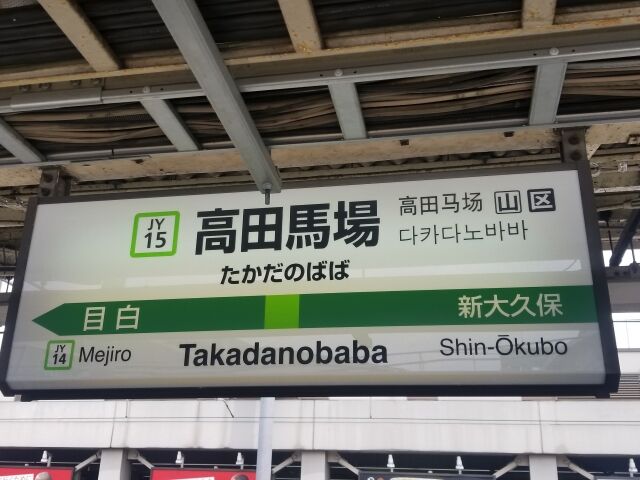 JY
15
高田馬場
高田马场 山 区
다카다노바바
たかだのばば
目白
新大久保
JY
14
Mejiro
Takadanobaba
Shin-Ōkubo